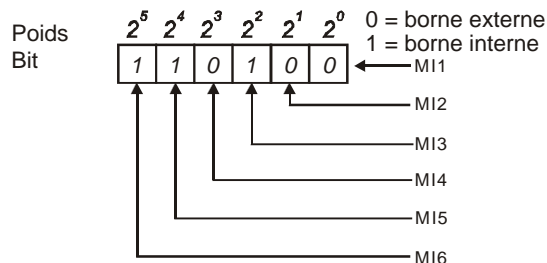 Poids 2⁵ 2⁴ 2³ 2² 2¹ 2⁰ 0 = borne externe
Bit 1 1 0 1 0 0 1 = borne interne
MI1
MI2
MI3
MI4
MI5
MI6